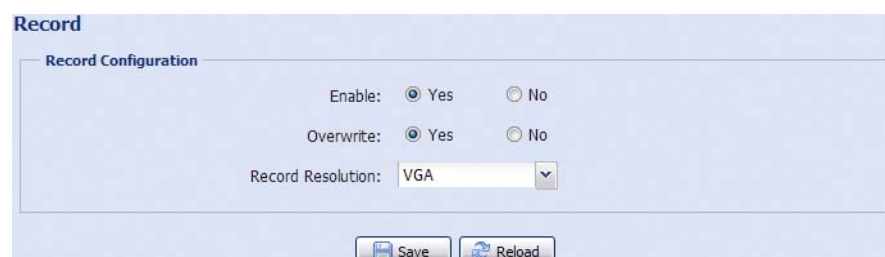 Record
Record Configuration
Enable: Yes No
Overwrite: Yes No
Record Resolution: VGA
Save Reload